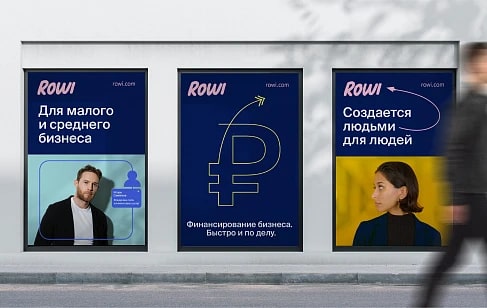 ROWI
rowi.com
Для малого
и среднего
бизнеса
ROWI
rowi.com
Финансирование бизнеса.
Быстро и по делу.
ROWI
rowi.com
Создается
людьми
для людей